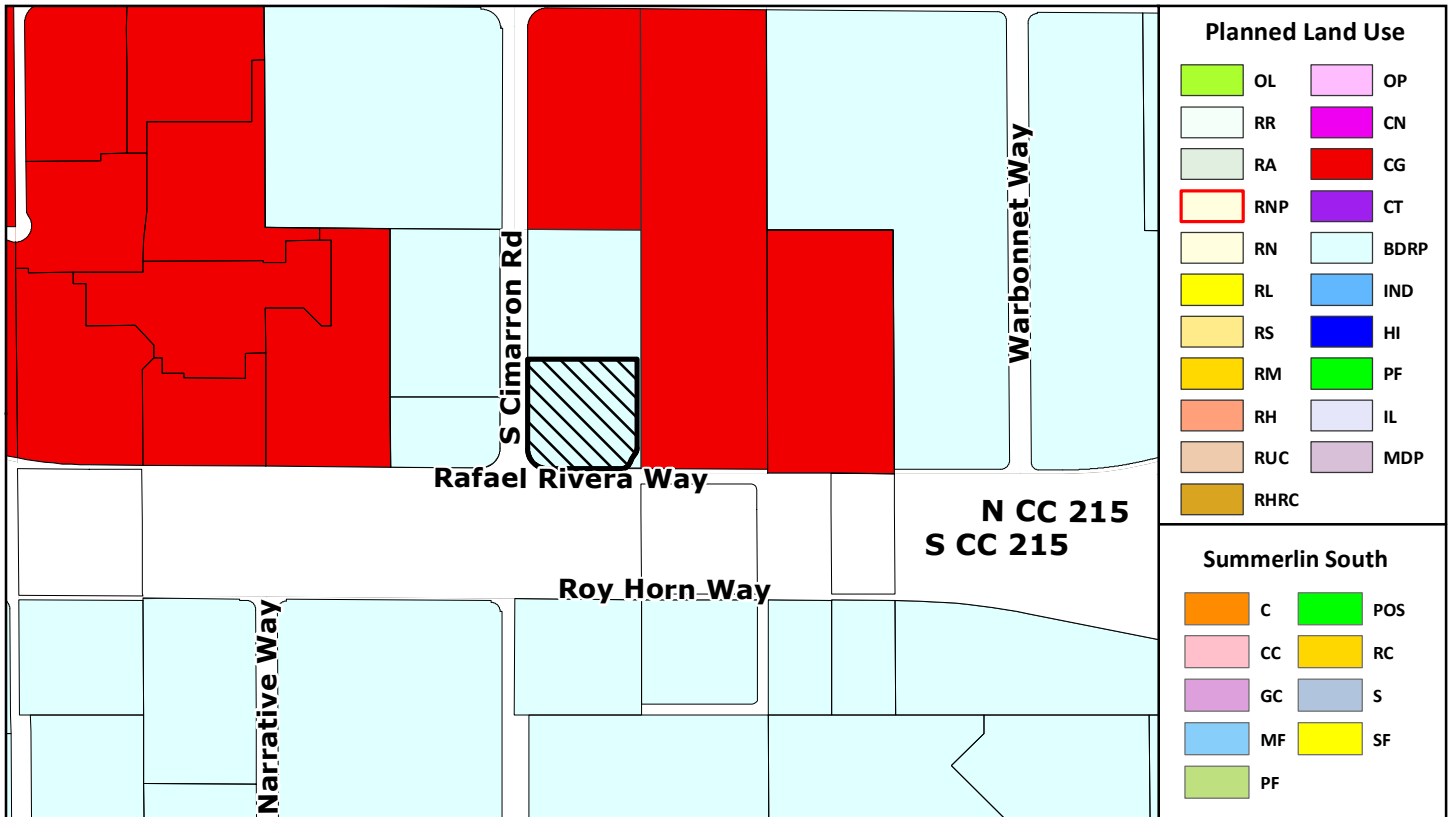 S Cimarron Rd
Warbonnet Way
Rafael Rivera Way
N CC 215
S CC 215
Roy Horn Way
Narrative Way
Planned Land Use
OL
OP
RR
CN
RA
CG
RNP
CT
RN
BDRP
RL
IND
RS
HI
RM
PF
RH
IL
RUC
MDP
RHRC
Summerlin South
C
POS
CC
RC
GC
S
MF
SF
PF